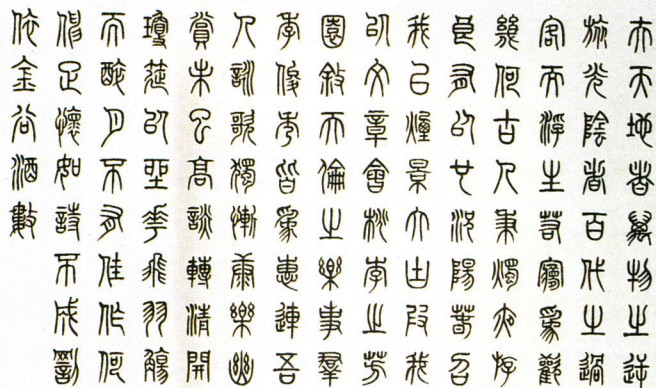 夫天地者萬物之逆
旅光陰者百代之過
客而浮生若夢爲歡
幾何古人秉燭夜遊
良有以也況陽春召
我以煙景大塊假我
以文章會桃李之芳
園敘天倫之樂事羣
季俊秀皆爲惠連吾
人詠歌獨慚康樂幽
賞未已高談轉清開
瓊筵以坐花飛羽觴
而醉月不有佳作何
伸雅懷如詩不成罰
依金谷酒數